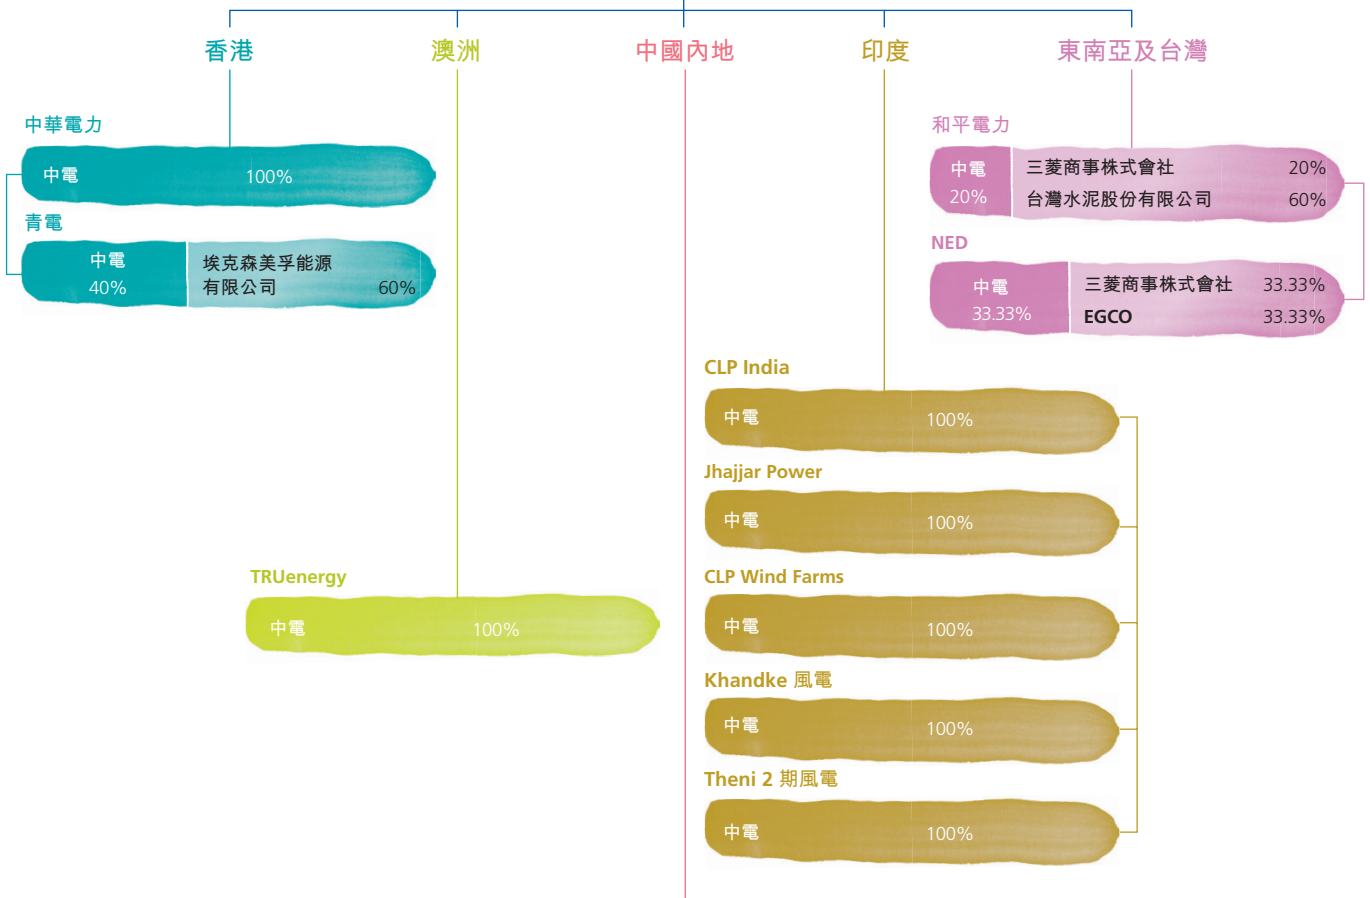 香港
澳洲
中國內地
印度
東南亞及台灣
中華電力
中電 100%
青電
中電
40%
埃克森美孚能源
有限公司 60%
和平電力
中電
20%
三菱商事株式會社 20%
台灣水泥股份有限公司 60%
NED
中電
33.33%
三菱商事株式會社 33.33%
EGCO 33.33%
TRUenergy
中電 100%
CLP India
中電 100%
Jhajjar Power
中電 100%
CLP Wind Farms
中電 100%
Khandke 風電
中電 100%
Theni 2 期風電
中電 100%